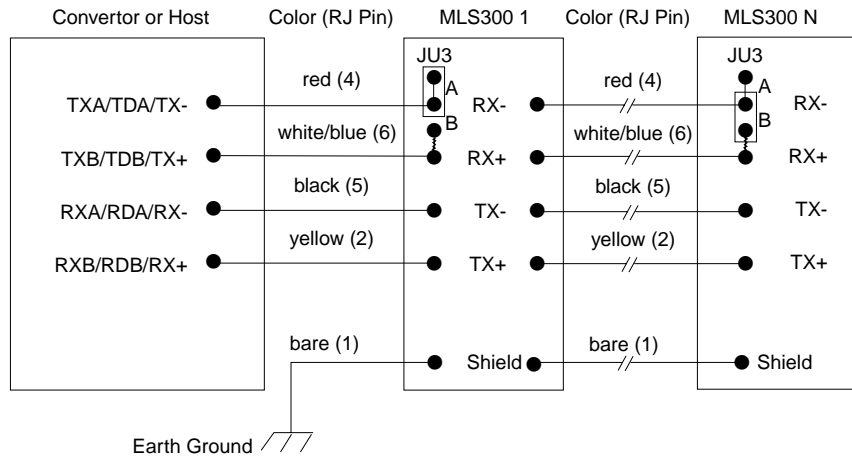 Convertor or Host Color (RJ Pin) MLS300 1 Color (RJ Pin) MLS300 N
JU3 JU3
red (4) A red (4) A
TXA/TDA/TX- RX- RX-
white/blue (6) B white/blue (6) B
TXB/TDB/TX+ RX+ RX+
black (5) black (5)
RXA/RDA/RX- TX- TX-
yellow (2) yellow (2)
RXB/RDB/RX+ TX+ TX+
bare (1) bare (1)
Shield Shield
Earth Ground